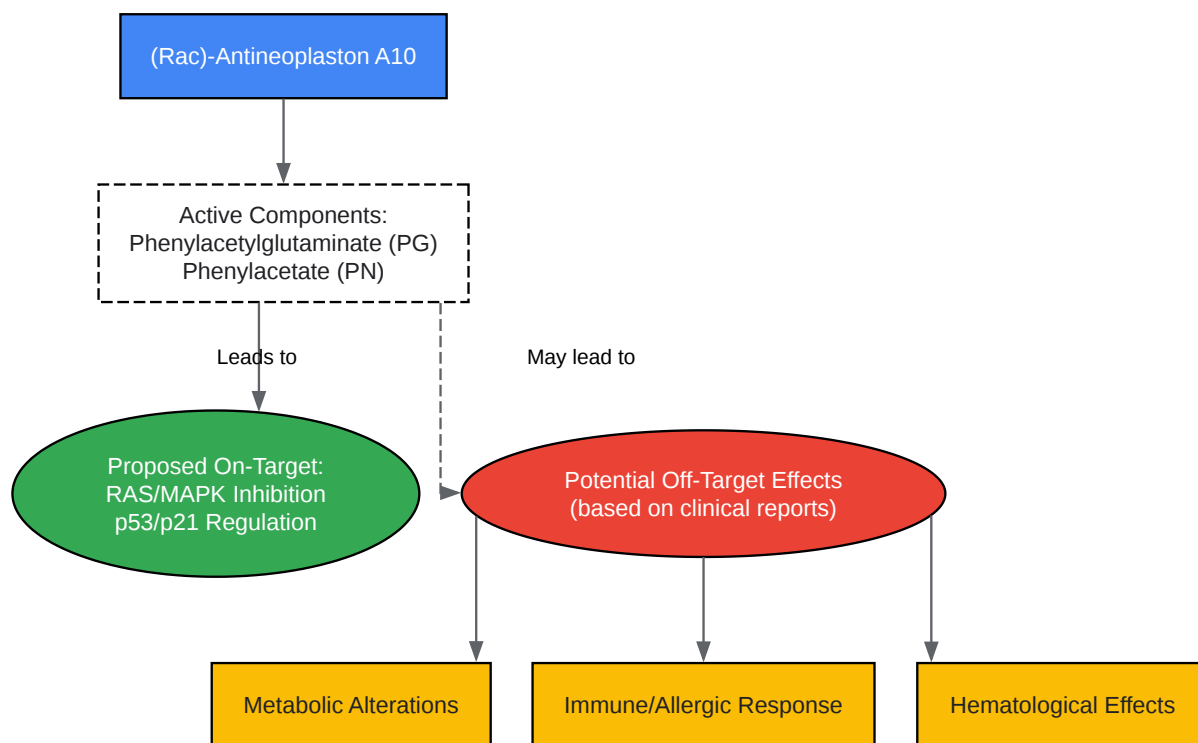 (Rac)-Antineoplaston A10
Active Components:
Phenylacetylglutaminate (PG)
Phenylacetate (PN)
Leads to
May lead to
Proposed On-Target:
RAS/MAPK Inhibition
p53/p21 Regulation
Potential Off-Target Effects
(based on clinical reports)
Metabolic Alterations
Immune/Allergic Response
Hematological Effects